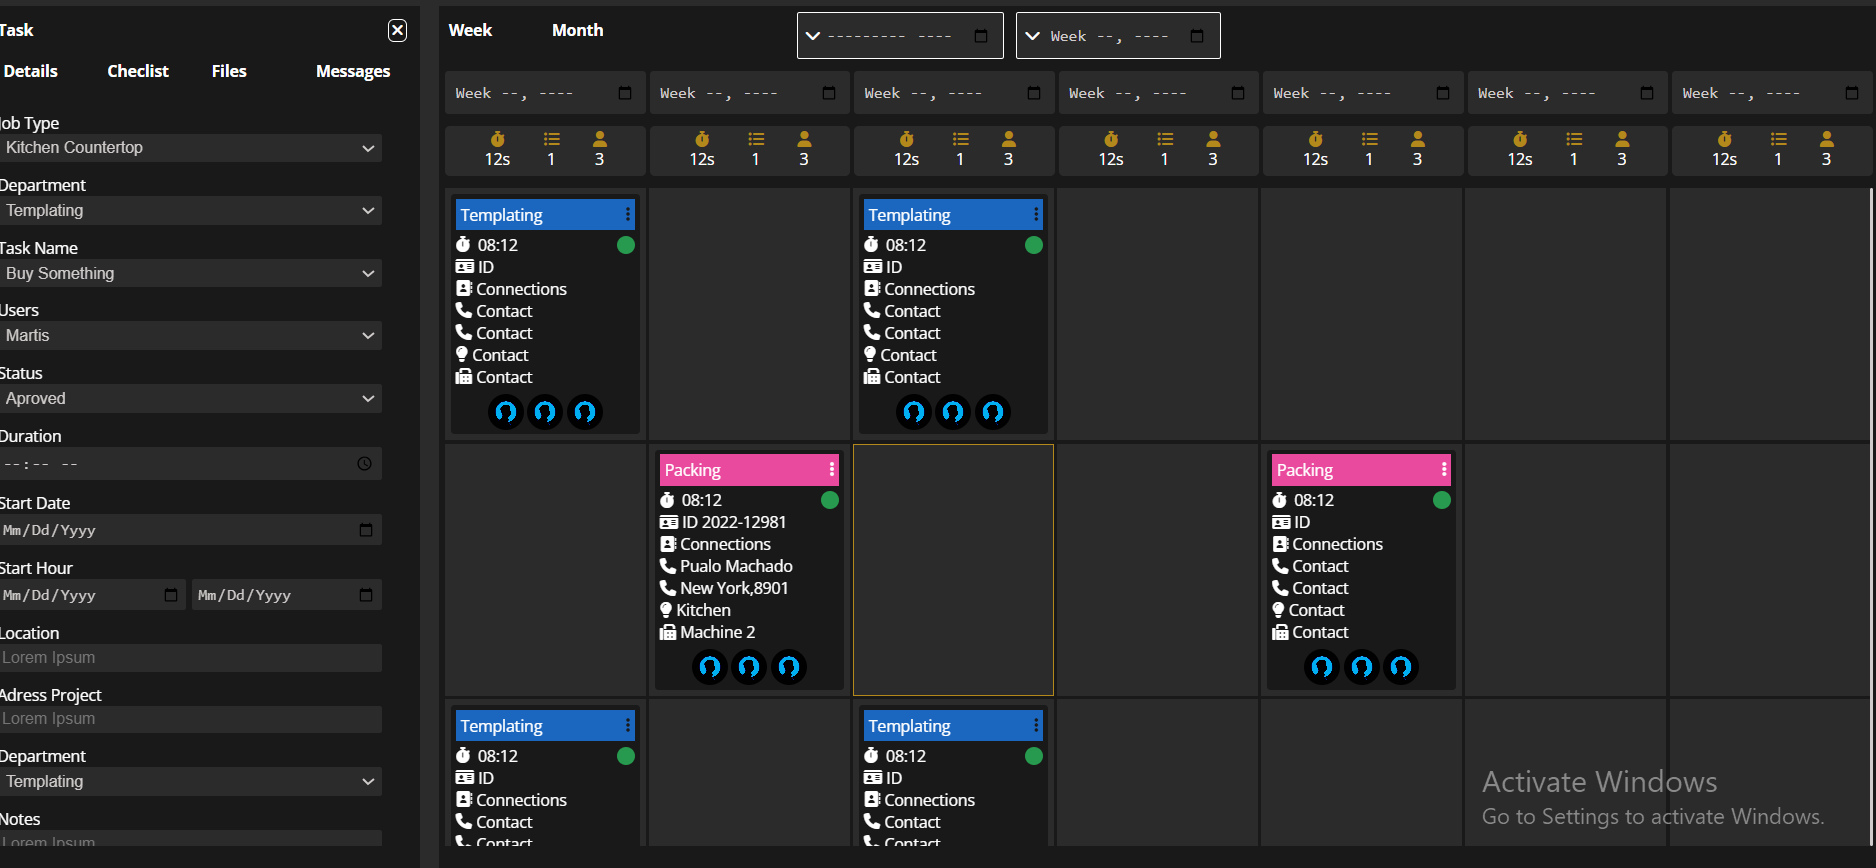 Task
Details Checklist Files Messages
Job Type
Kitchen Countertop
Department
Templating
Task Name
Buy Something
Users
Martis
Status
Aproved
Duration
--:-- --
Start Date
Mm/Dd/Yyyy
Start Hour
Mm/Dd/Yyyy Mm/Dd/Yyyy
Location
Lorem Ipsum
Adress Project
Lorem Ipsum
Department
Templating
Notes
Lorem Ipsum
Week Month
--------- ---- Week --, ----
Week --, ---- Week --, ---- Week --, ---- Week --, ---- Week --, ---- Week --, ---- Week --, ----
12s 1 3 12s 1 3 12s 1 3 12s 1 3 12s 1 3 12s 1 3 12s 1 3
Templating
08:12
ID
Connections
Contact
Contact
Contact
Contact
Templating
08:12
ID
Connections
Contact
Contact
Contact
Contact
Packing
08:12
ID 2022-12981
Connections
Pualo Machado
New York,8901
Kitchen
Machine 2
Packing
08:12
ID
Connections
Contact
Contact
Contact
Contact
Templating
08:12
ID
Connections
Contact
Contact
Templating
08:12
ID
Connections
Contact
Contact
Activate Windows
Go to Settings to activate Windows.